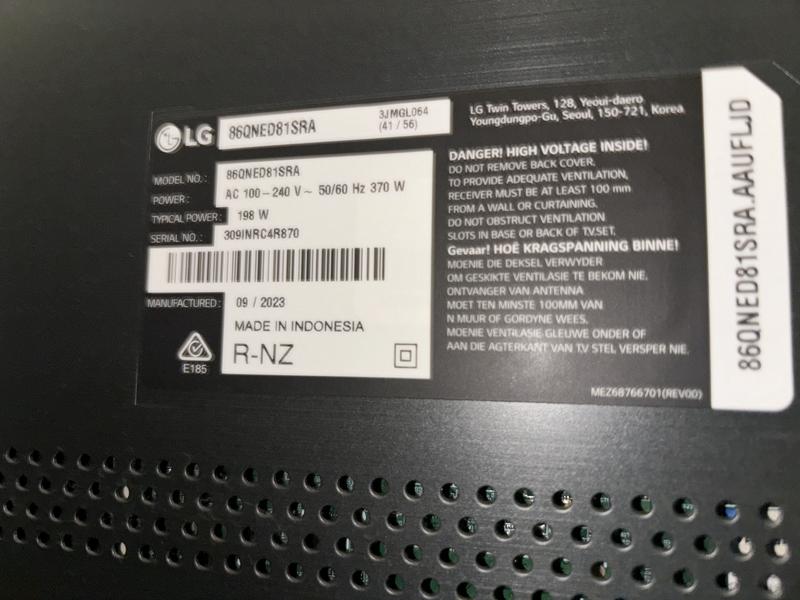 LG
86QNED81SRA
3JMGL064
(41 / 56)
MODEL NO. : 86QNED81SRA
POWER : AC 100 – 240 V ~ 50/60 Hz 370 W
TYPICAL POWER : 198 W
SERIAL NO. : 309INRC4R870
MANUFACTURED : 09 / 2023
MADE IN INDONESIA
R-NZ
E185
LG Twin Towers, 128, Yeoui-daero
Youngdungpo-Gu, Seoul, 150-721, Korea
DANGER! HIGH VOLTAGE INSIDE!
DO NOT REMOVE BACK COVER.
TO PROVIDE ADEQUATE VENTILATION,
RECEIVER MUST BE AT LEAST 100 mm
FROM A WALL OR CURTAINING.
DO NOT OBSTRUCT VENTILATION
SLOTS IN BASE OR BACK OF TV.SET.
Gevaar! HOË KRAGSPANNING BINNE!
MOENIE DIE DEKSEL VERWYDER
OM GESKIKTE VENTILASIE TE BEKOM NIE.
ONTVANGER VAN ANTENNA
MOET TEN MINSTE 100MM VAN
N MUUR OF GORDYNE WEES.
MOENIE VENTILASIE-GLEUWE ONDER OF
AAN DIE AGTERKANT VAN T.V STEL VERSPER NIE.
MEZ68766701(REV00)
86QNED81SRA.AAUFLJD